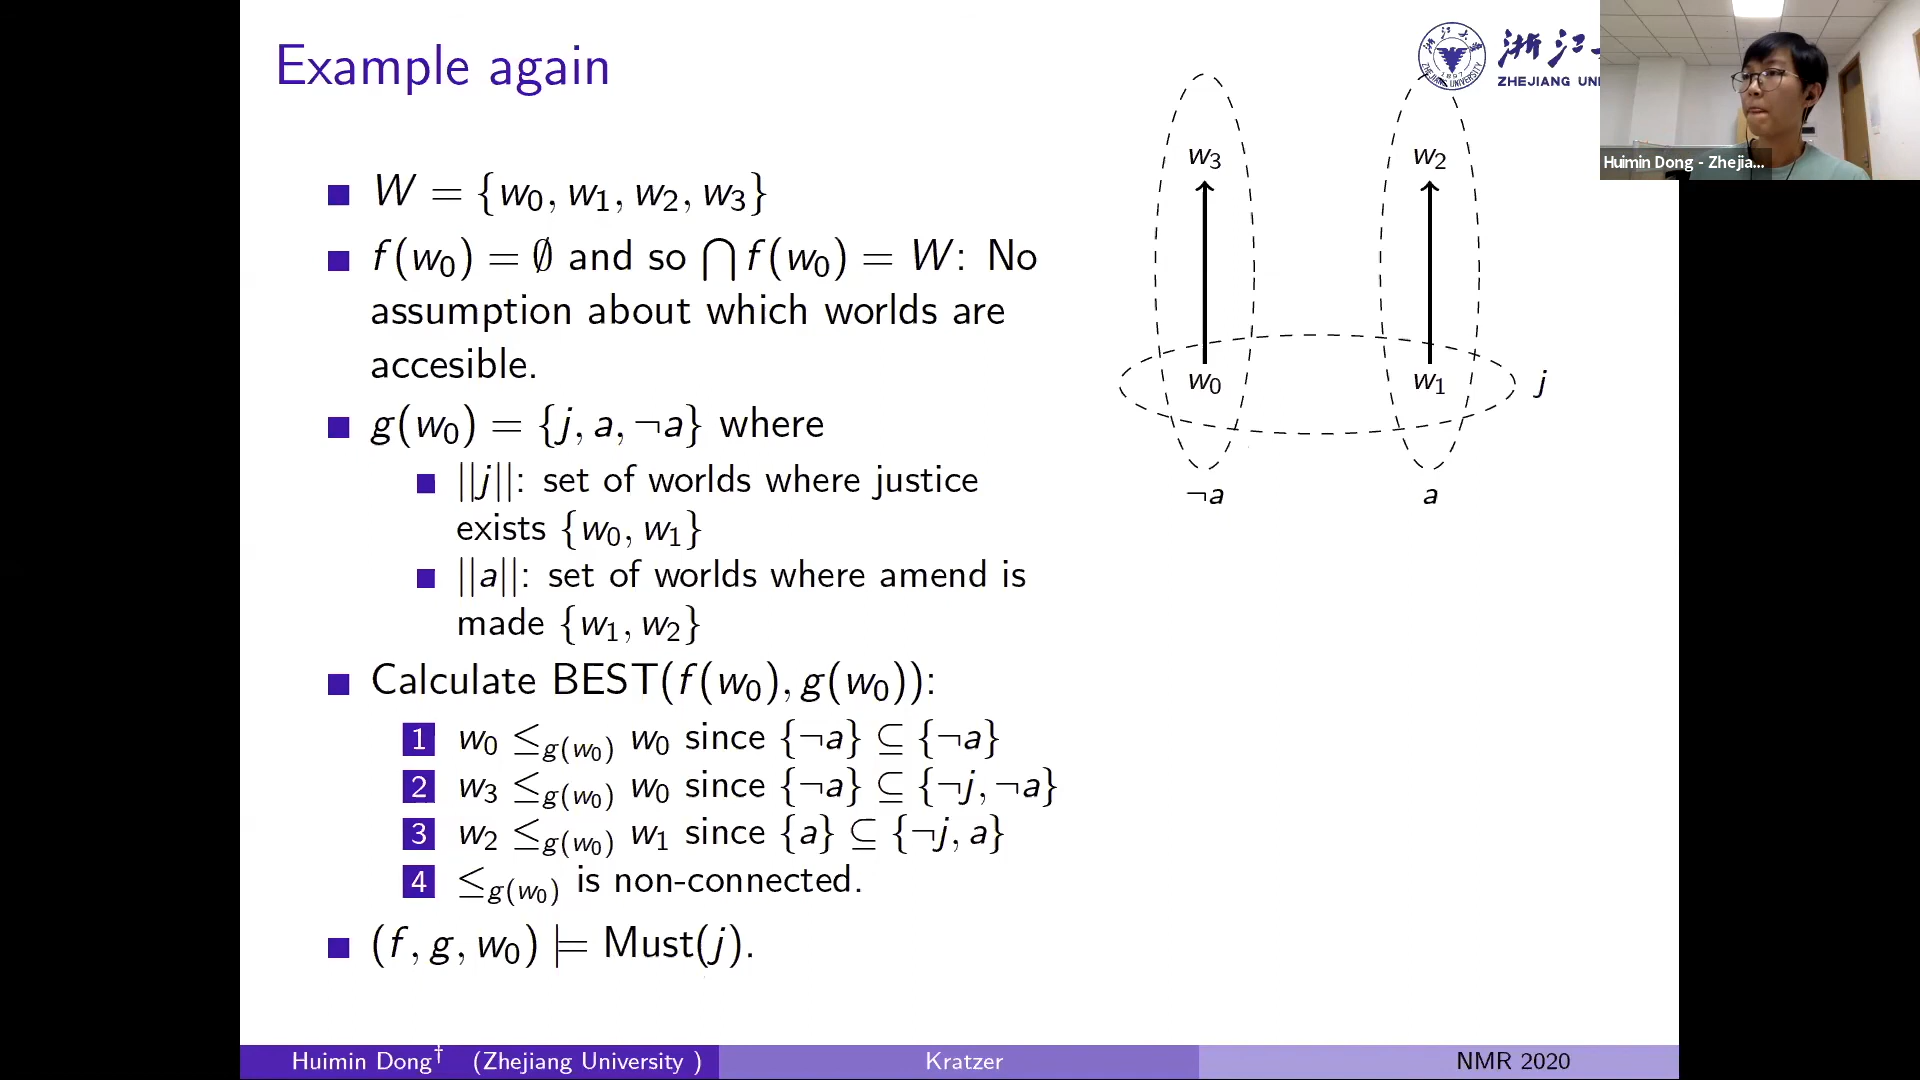 Example again
浙江大
ZHEJIANG UNI
Huimin Dong - Zhejia...
W = {w₀, w₁, w₂, w₃}
f(w₀) = ∅ and so ⋂ f(w₀) = W: No
assumption about which worlds are
accesible.
g(w₀) = {j, a, ¬a} where
||j||: set of worlds where justice
exists {w₀, w₁}
||a||: set of worlds where amend is
made {w₁, w₂}
Calculate BEST(f(w₀), g(w₀)):
1 w₀ ≤g(w₀) w₀ since {¬a} ⊆ {¬a}
2 w₃ ≤g(w₀) w₀ since {¬a} ⊆ {¬j, ¬a}
3 w₂ ≤g(w₀) w₁ since {a} ⊆ {¬j, a}
4 ≤g(w₀) is non-connected.
(f, g, w₀) ⊨ Must(j).
w₃ w₂
w₀ w₁ j
¬a a
Huimin Dong† (Zhejiang University )
Kratzer
NMR 2020